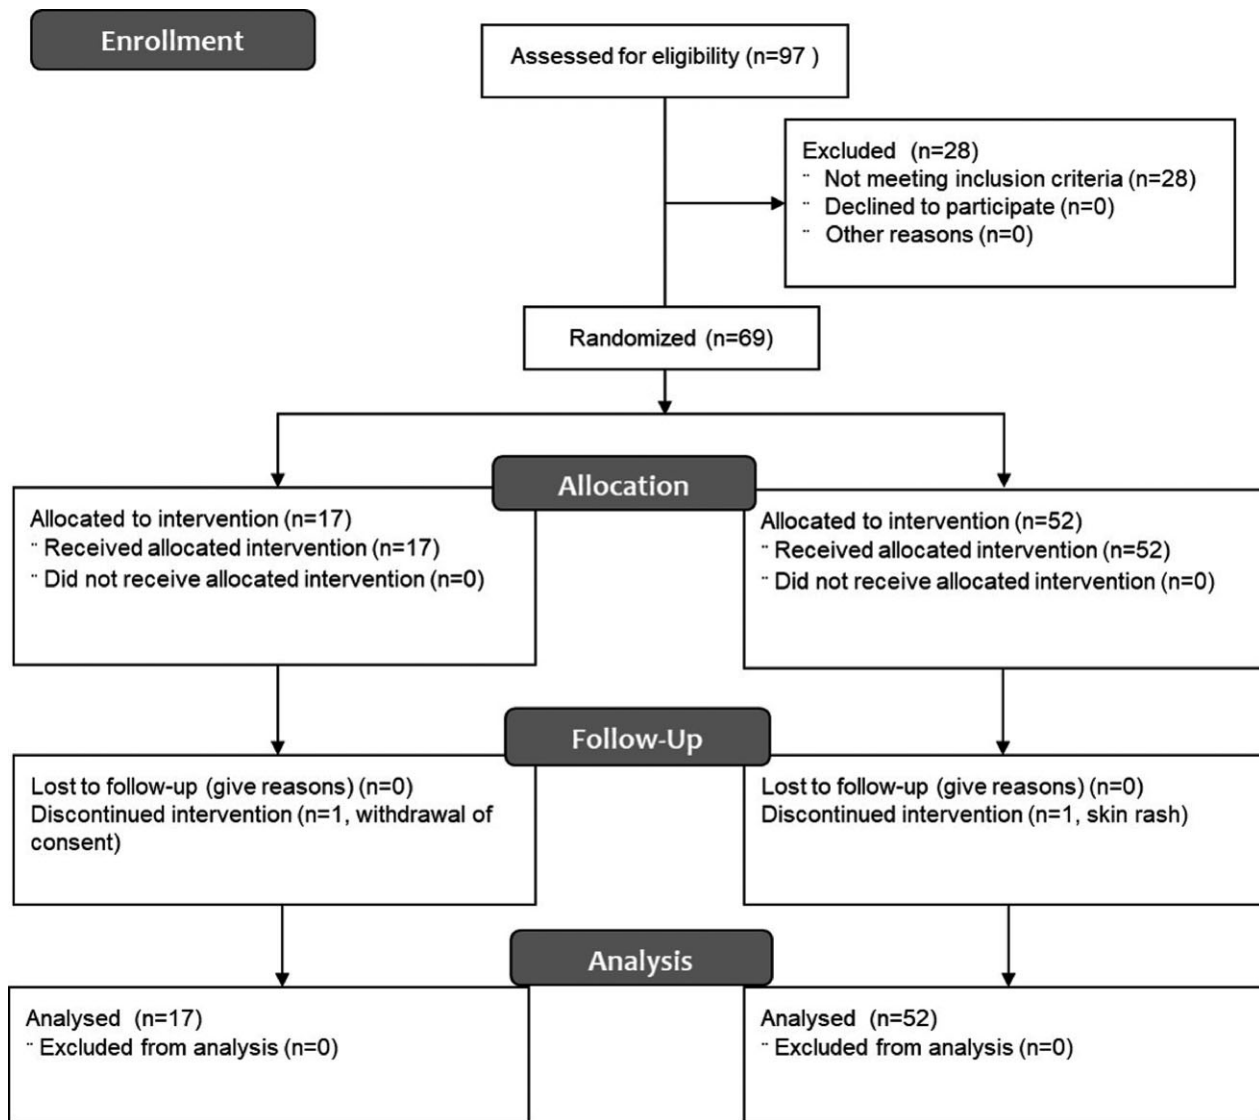 Enrollment
Assessed for eligibility (n=97 )
Excluded (n=28)
¨ Not meeting inclusion criteria (n=28)
¨ Declined to participate (n=0)
¨ Other reasons (n=0)
Randomized (n=69)
Allocation
Allocated to intervention (n=17)
¨ Received allocated intervention (n=17)
¨ Did not receive allocated intervention (n=0)
Allocated to intervention (n=52)
¨ Received allocated intervention (n=52)
¨ Did not receive allocated intervention (n=0)
Follow-Up
Lost to follow-up (give reasons) (n=0)
Discontinued intervention (n=1, withdrawal of
consent)
Lost to follow-up (give reasons) (n=0)
Discontinued intervention (n=1, skin rash)
Analysis
Analysed (n=17)
¨ Excluded from analysis (n=0)
Analysed (n=52)
¨ Excluded from analysis (n=0)